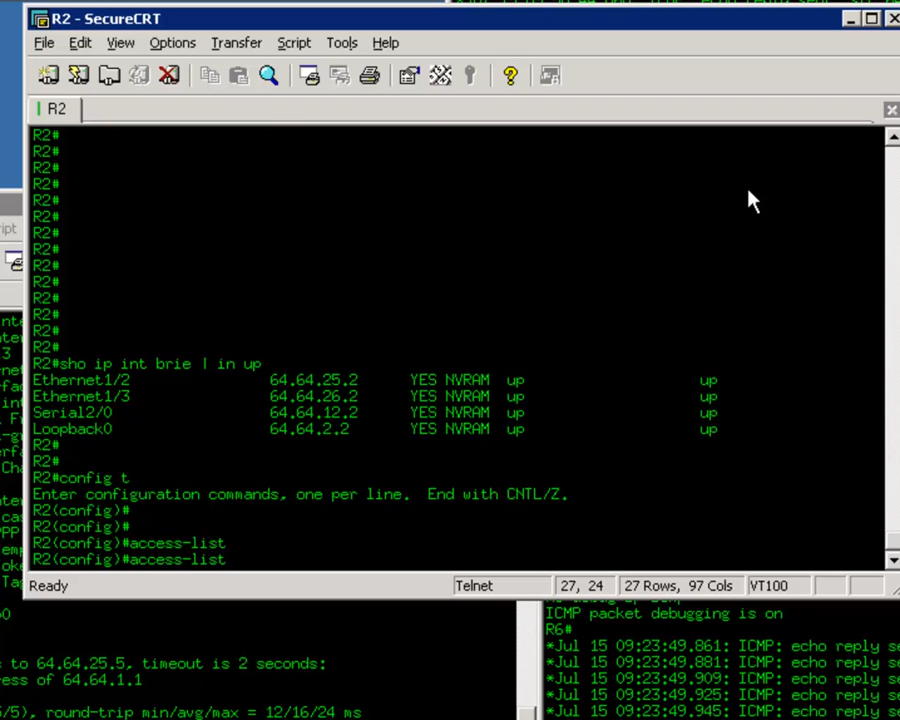 R2 - SecureCRT
File Edit View Options Transfer Script Tools Help
R2
R2#
R2#
R2#
R2#
R2#
R2#
R2#
R2#
R2#
R2#
R2#
R2#
R2#
R2#
R2#sho ip int brie | in up
Ethernet1/2 64.64.25.2 YES NVRAM up up
Ethernet1/3 64.64.26.2 YES NVRAM up up
Serial2/0 64.64.12.2 YES NVRAM up up
Loopback0 64.64.2.2 YES NVRAM up up
R2#
R2#
R2#config t
Enter configuration commands, one per line. End with CNTL/Z.
R2(config)#
R2(config)#
R2(config)#access-list
R2(config)#access-list
Ready Telnet 27, 24 27 Rows, 97 Cols VT100
ICMP packet debugging is on
R6#
*Jul 15 09:23:49.861: ICMP: echo reply se
*Jul 15 09:23:49.881: ICMP: echo reply se
*Jul 15 09:23:49.909: ICMP: echo reply se
*Jul 15 09:23:49.925: ICMP: echo reply se
*Jul 15 09:23:49.945: ICMP: echo reply se
s to 64.64.25.5, timeout is 2 seconds:
ress of 64.64.1.1
/5), round-trip min/avg/max = 12/16/24 ms